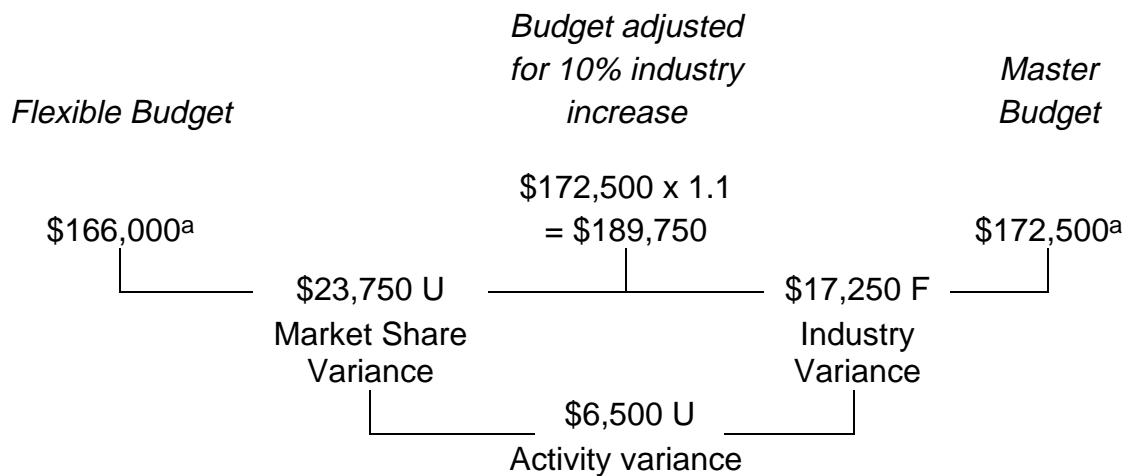 Budget adjusted
for 10% industry
increase
Master
Budget
Flexible Budget
$172,500 x 1.1
= $189,750
$166,000ᵃ
$172,500ᵃ
$23,750 U
Market Share
Variance
$17,250 F
Industry
Variance
$6,500 U
Activity variance